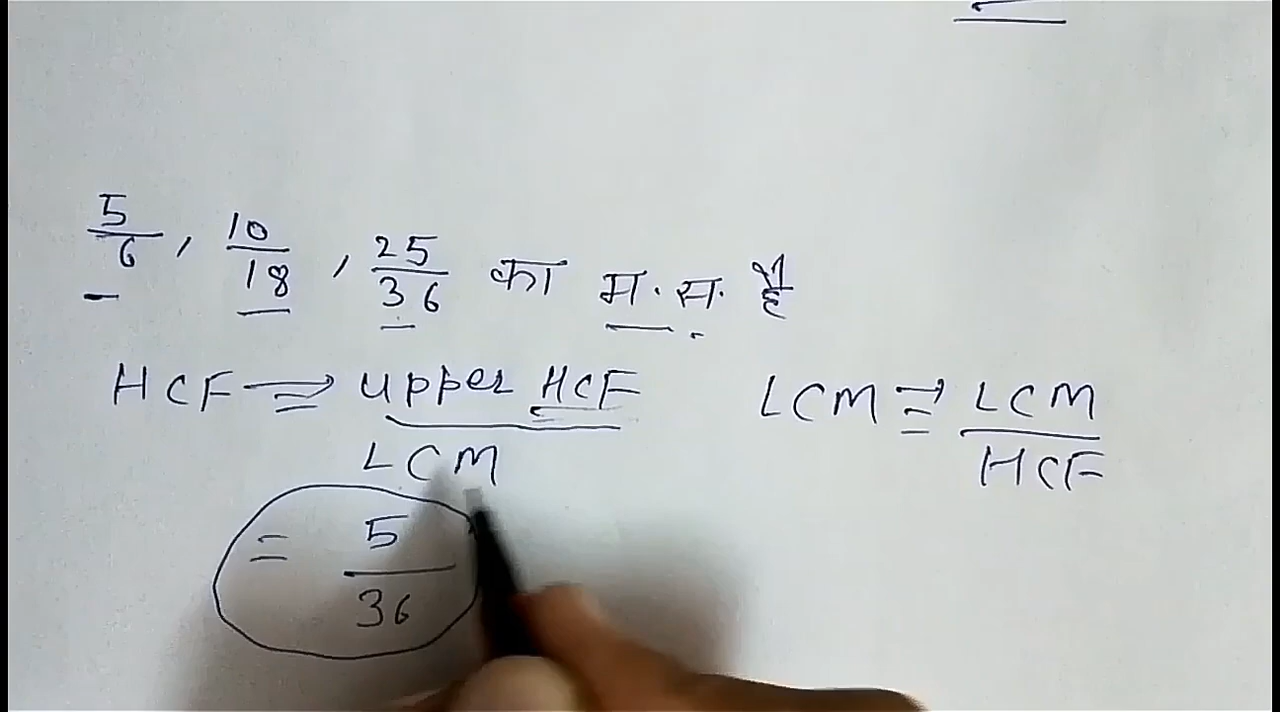 5/6, 10/18, 25/36 का म.स. है
HCF ⇒ upper HCF/LCM LCM ⇒ LCM/HCF
= 5/36